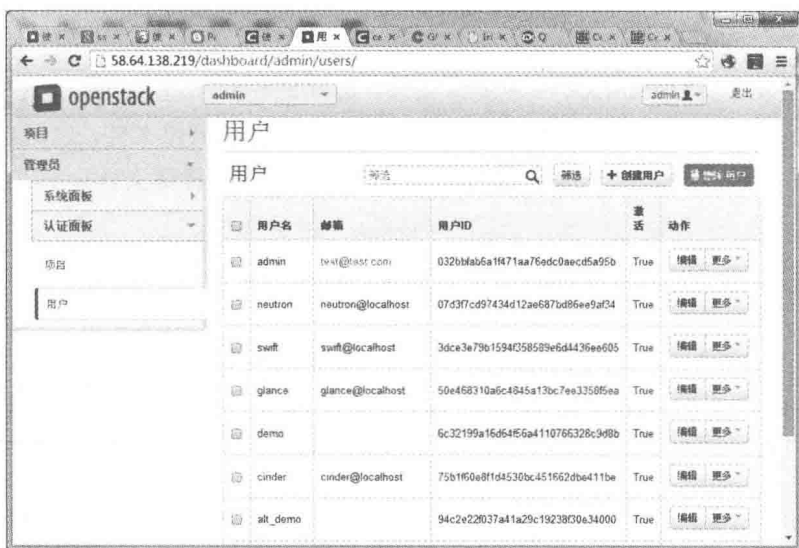 58.64.138.219/dashboard/admin/users/
openstack
admin
admin
退出
项目
管理员
系统面板
认证面板
项目
用户
用户
用户
筛选
筛选
+ 创建用户
删除用户
用户名 邮箱 用户ID 激活 动作
admin test@test.com 032bbfab6a1f471aa76edc0aecd5a95b True 编辑 更多
neutron neutron@localhost 07d3f7cd97434d12ae687bd86ee9af34 True 编辑 更多
swift swift@localhost 3dce3e79b1594f358589e6d4436ee605 True 编辑 更多
glance glance@localhost 50e468310a6c4845a13bc7ee3358f5ea True 编辑 更多
demo 6c32199a16d64f56a4110766328c9d8b True 编辑 更多
cinder cinder@localhost 75b1f60e8f1d4530bc451662dbe411be True 编辑 更多
alt_demo 94c2e22f037a41a29c19238f30e34000 True 编辑 更多